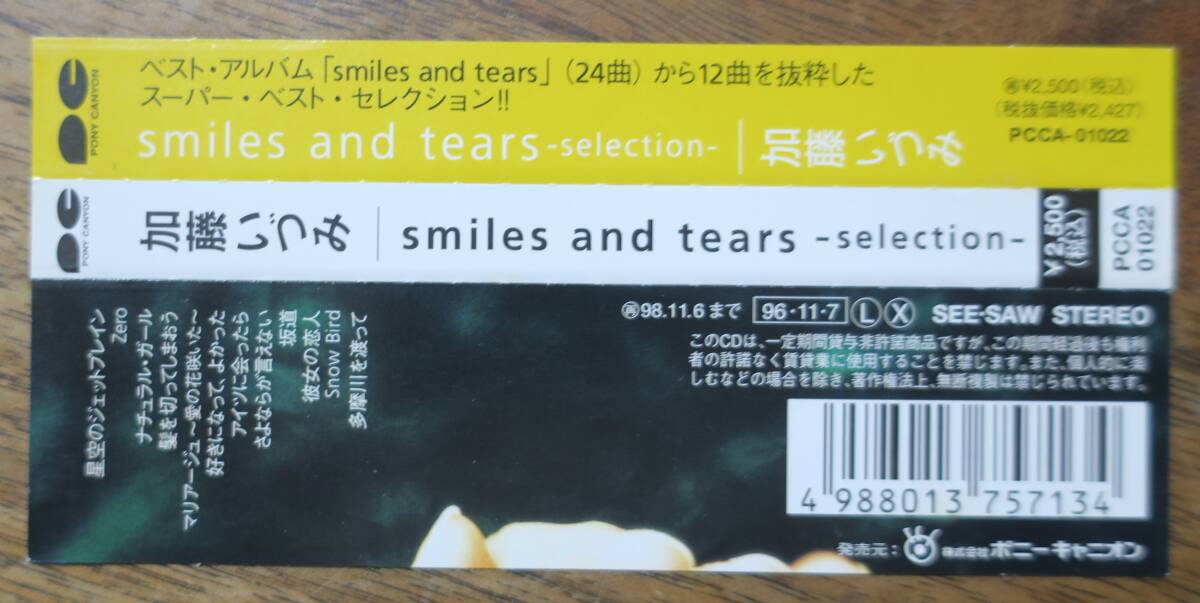 PONY CANYON
ベスト・アルバム「smiles and tears」(24曲)から12曲を抜粋した
スーパー・ベスト・セレクション!!
smiles and tears -selection- 加藤いづみ
Ⓡ¥2,500(税込)
(税抜価格¥2,427)
PCCA-01022
PONY CANYON
加藤いづみ smiles and tears -selection-
¥2,500
(税込)
PCCA
01022
星空のジェットプレイン
Zero
ナチュラル・ガール
髪を切ってしまおう
マリアージュ〜愛の花咲いた〜
好きになって、よかった
アイツに会ったら
さよならが言えない
坂道
彼女の恋人
Snow Bird
多摩川を渡って
Ⓡ98.11.6まで 96・11・7 Ⓛ Ⓧ SEE-SAW STEREO
このCDは、一定期間貸与非許諾商品ですが、この期間経過後も権利
者の許諾なく賃貸業に使用することを禁じます。また、個人的に楽
しむなどの場合を除き、著作権法上、無断複製は禁じられています。
4 988013 757134
発売元: 株式会社 ポニーキャニオン